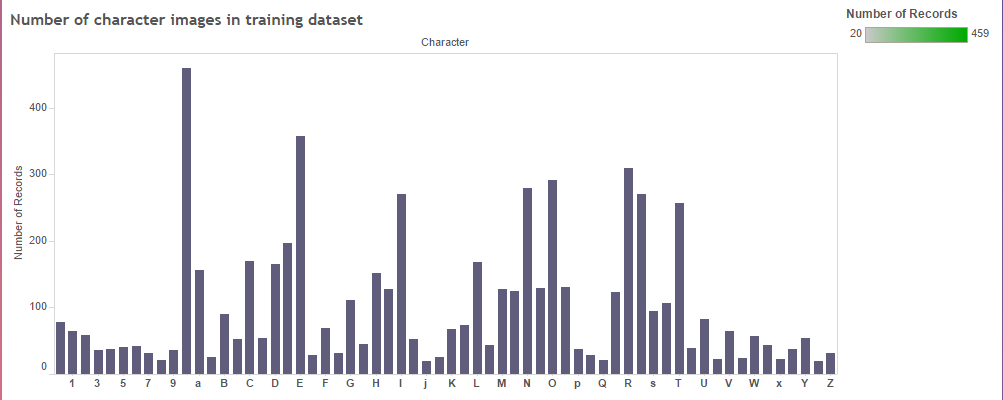 Number of character images in training dataset
Number of Records
20 459
Character
Number of Records
400
300
200
100
0
1 3 5 7 9 a B C D E F G H I j K L M N O p Q R s T U V W x Y Z